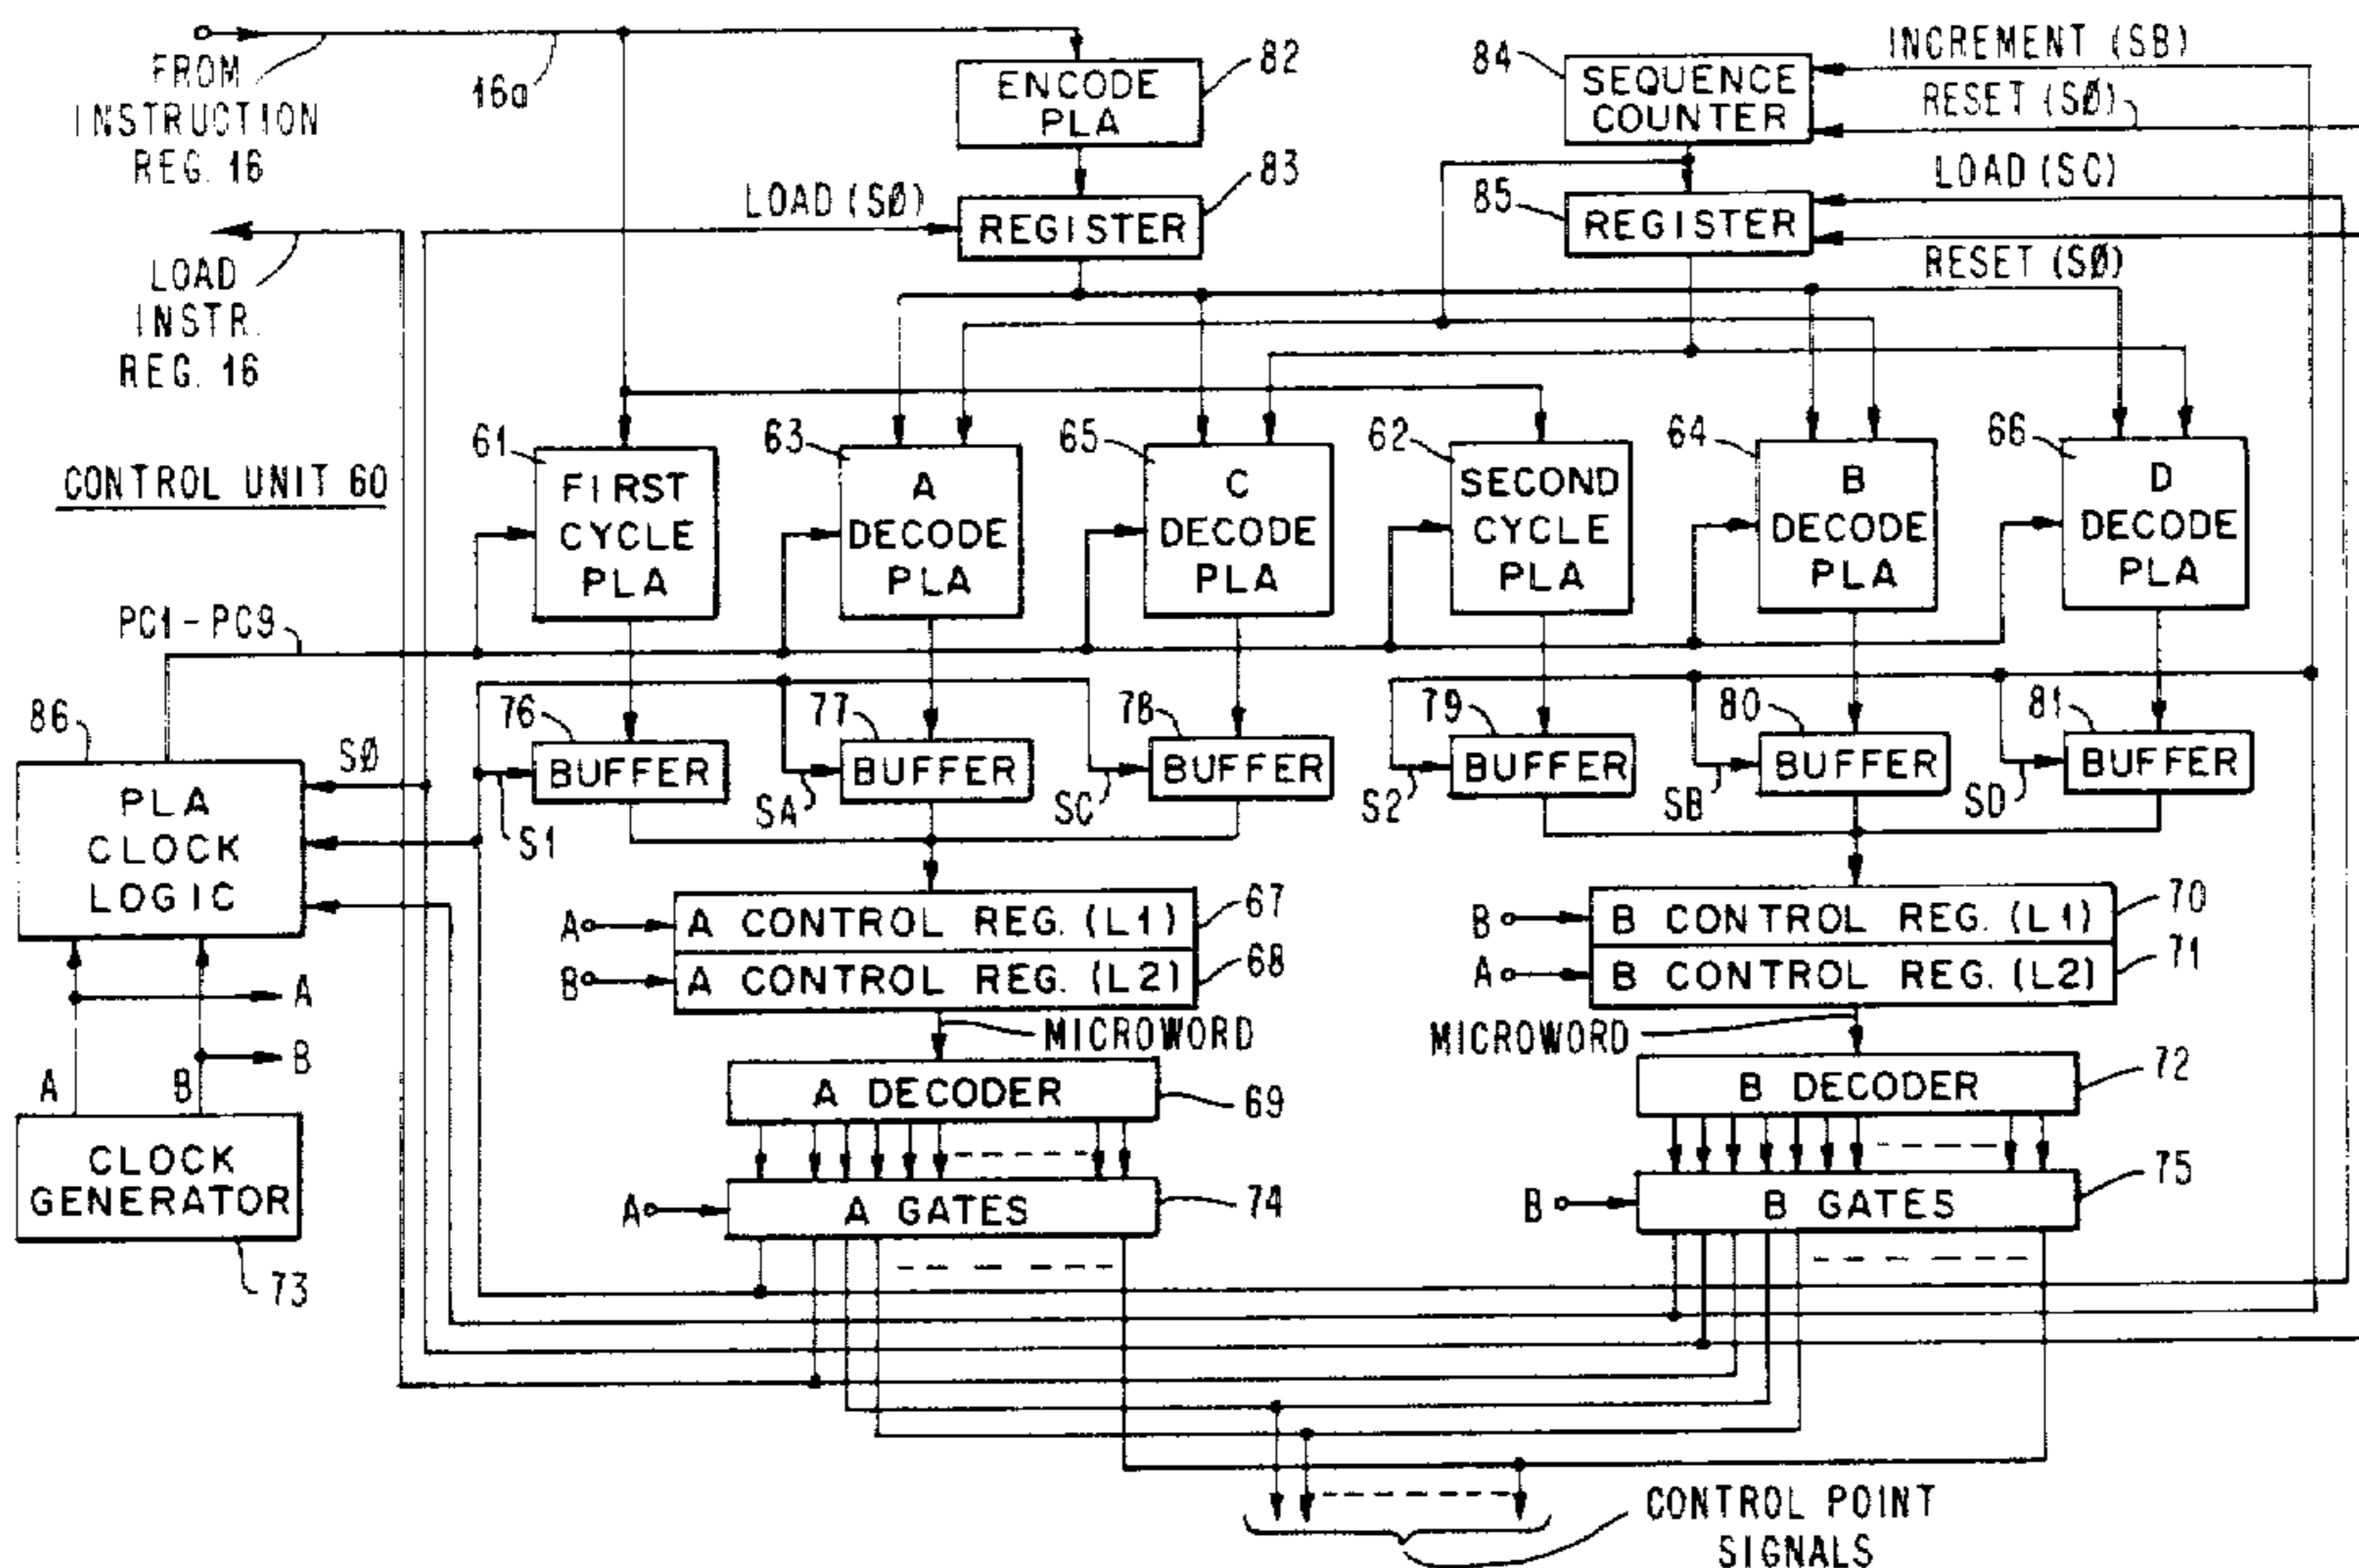 FROM
INSTRUCTION
REG. 16
16a
ENCODE
PLA
82
84
SEQUENCE
COUNTER
INCREMENT (SB)
RESET (SØ)
LOAD
INSTR.
REG. 16
LOAD (SØ)
REGISTER
83
85
REGISTER
LOAD (SC)
RESET (SØ)
CONTROL UNIT 60
61
FIRST
CYCLE
PLA
63
A
DECODE
PLA
65
C
DECODE
PLA
62
SECOND
CYCLE
PLA
64
B
DECODE
PLA
66
D
DECODE
PLA
PC1-PC9
86
PLA
CLOCK
LOGIC
SØ
S1
76
BUFFER
77
BUFFER
SA
78
BUFFER
SC
79
BUFFER
S2
80
BUFFER
SB
81
BUFFER
SD
A
A CONTROL REG. (L1)
67
B
A CONTROL REG. (L2)
68
B
B CONTROL REG. (L1)
70
A
B CONTROL REG. (L2)
71
A
B
MICROWORD
MICROWORD
A
B
CLOCK
GENERATOR
73
A DECODER
69
B DECODER
72
A
A GATES
74
B
B GATES
75
CONTROL POINT
SIGNALS